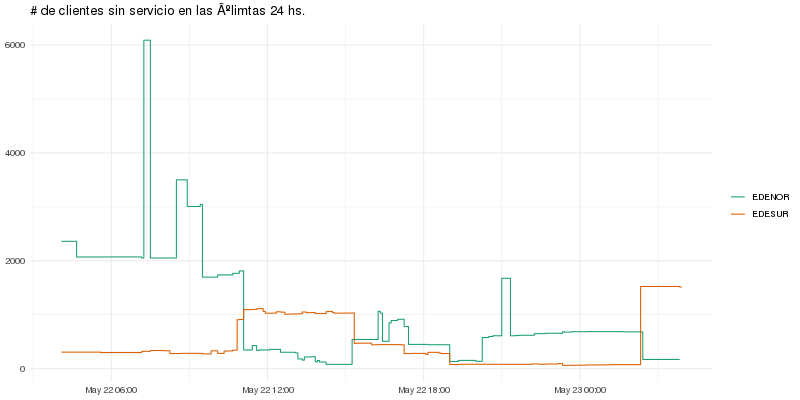 # de clientes sin servicio en las Ãºlimtas 24 hs.
6000
4000
2000
0
May 22 06:00
May 22 12:00
May 22 18:00
May 23 00:00
EDENOR
EDESUR